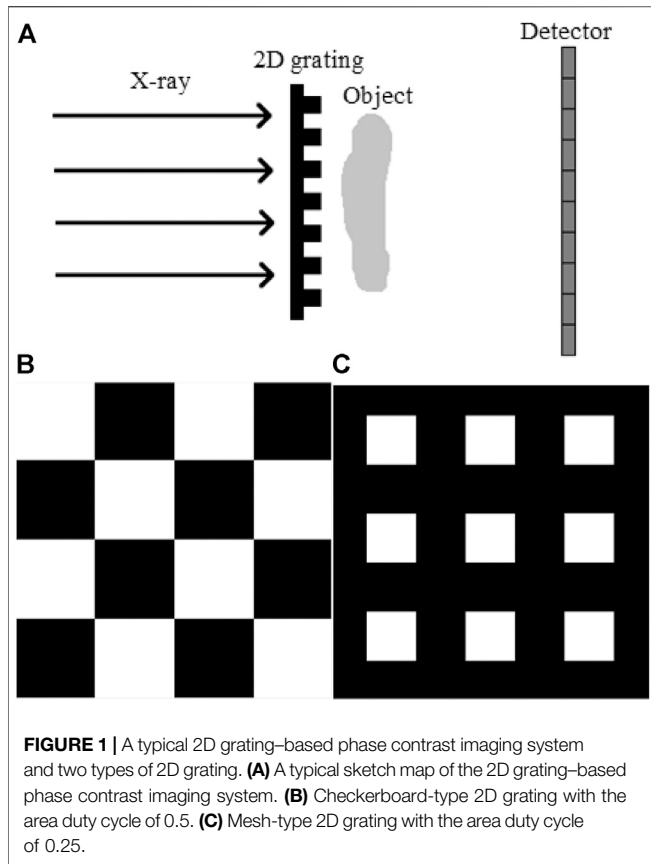 A
Detector
2D grating
X-ray
Object
B
C
FIGURE 1 | A typical 2D grating–based phase contrast imaging system
and two types of 2D grating. (A) A typical sketch map of the 2D grating–based
phase contrast imaging system. (B) Checkerboard-type 2D grating with the
area duty cycle of 0.5. (C) Mesh-type 2D grating with the area duty cycle
of 0.25.